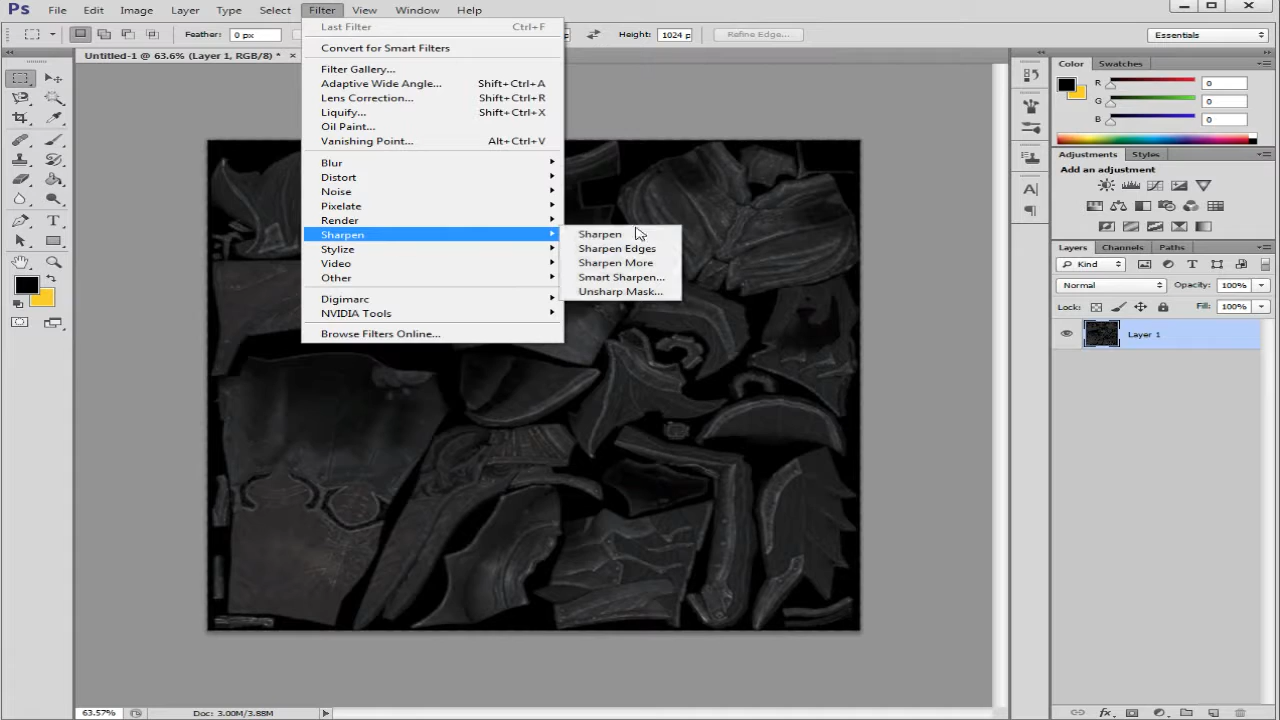 Ps File Edit Image Layer Type Select Filter View Window Help
Feather: 0 px Height: 1024 p Refine Edge... Essentials
Untitled-1 @ 63.6% (Layer 1, RGB/8) * ×
Last Filter Ctrl+F
Convert for Smart Filters
Filter Gallery...
Adaptive Wide Angle... Shift+Ctrl+A
Lens Correction... Shift+Ctrl+R
Liquify... Shift+Ctrl+X
Oil Paint...
Vanishing Point... Alt+Ctrl+V
Blur
Distort
Noise
Pixelate
Render
Sharpen
Stylize
Video
Other
Digimarc
NVIDIA Tools
Browse Filters Online...
Sharpen
Sharpen Edges
Sharpen More
Smart Sharpen...
Unsharp Mask...
Color Swatches
R 0
G 0
B 0
Adjustments Styles
Add an adjustment
Layers Channels Paths
Kind
Normal Opacity: 100%
Lock: Fill: 100%
Layer 1
fx
63.57% Doc: 3.00M/3.88M